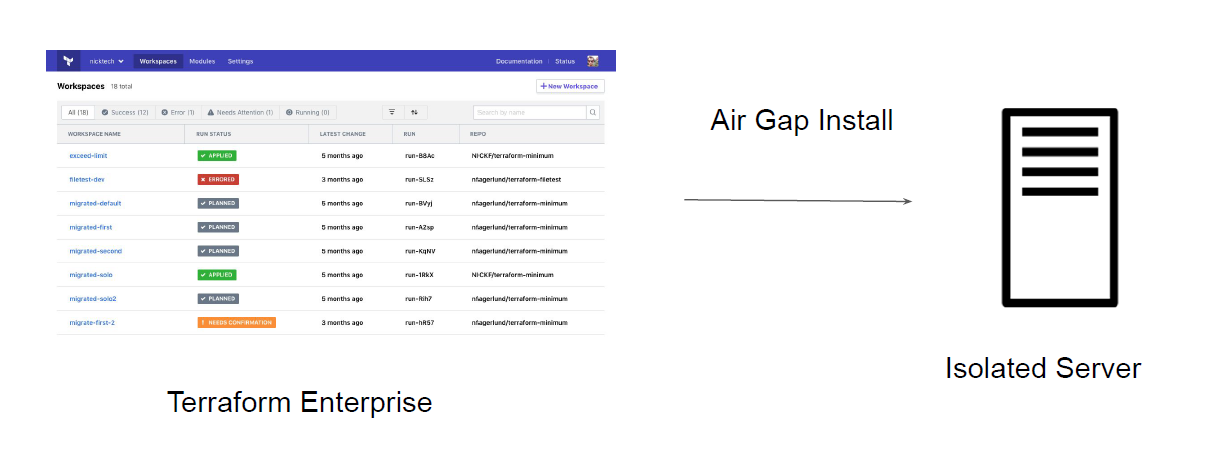 nicktech Workspaces Modules Settings Documentation Status
Workspaces 18 total + New Workspace
All (18) Success (12) Error (1) Needs Attention (1) Running (0) Search by name
WORKSPACE NAME RUN STATUS LATEST CHANGE RUN REPO
exceed-limit APPLIED 5 months ago run-B8Ac NICKF/terraform-minimum
filetest-dev ERRORED 3 months ago run-SLSz nfagerlund/terraform-filetest
migrated-default PLANNED 5 months ago run-BVyj nfagerlund/terraform-minimum
migrated-first PLANNED 5 months ago run-AZsp nfagerlund/terraform-minimum
migrated-second PLANNED 5 months ago run-KqNV nfagerlund/terraform-minimum
migrated-solo APPLIED 5 months ago run-1RkX NICKF/terraform-minimum
migrated-solo2 PLANNED 5 months ago run-Rih7 nfagerlund/terraform-minimum
migrate-first-2 NEEDS CONFIRMATION 3 months ago run-hR57 nfagerlund/terraform-minimum
Air Gap Install
Isolated Server
Terraform Enterprise